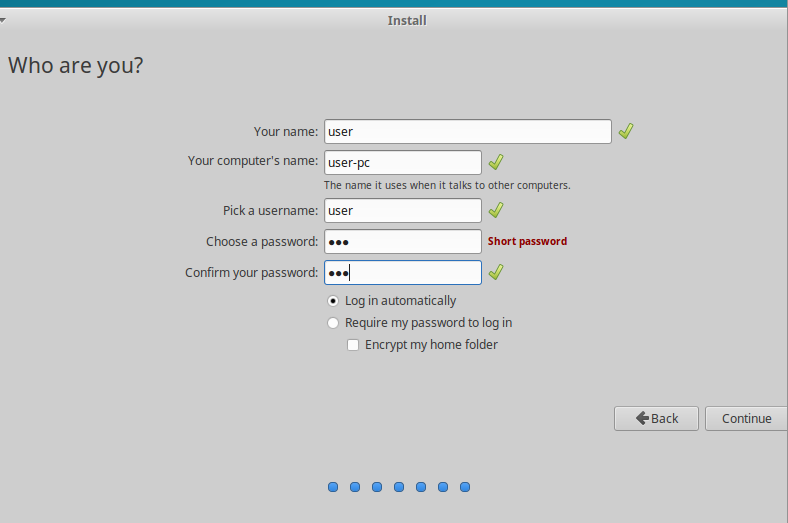 Install
Who are you?
Your name: user
Your computer's name: user-pc
The name it uses when it talks to other computers.
Pick a username: user
Choose a password: ●●● Short password
Confirm your password: ●●●
Log in automatically
Require my password to log in
Encrypt my home folder
Back Continue